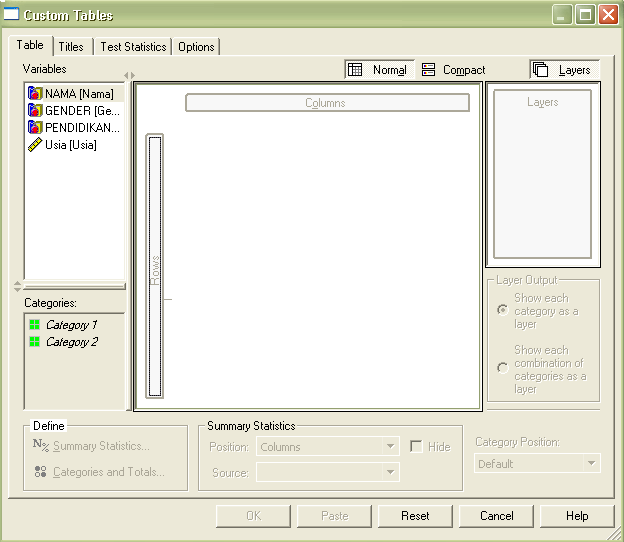 Custom Tables
Table Titles Test Statistics Options
Variables
Normal Compact Layers
NAMA [Nama]
GENDER [Ge...
PENDIDIKAN...
Usia [Usia]
Columns
Rows
Layers
Categories:
Category 1
Category 2
Layer Output
Show each
category as a
layer
Show each
combination of
categories as a
layer
Define
N% Summary Statistics...
Categories and Totals...
Summary Statistics
Position: Columns Hide
Source:
Category Position:
Default
OK Paste Reset Cancel Help